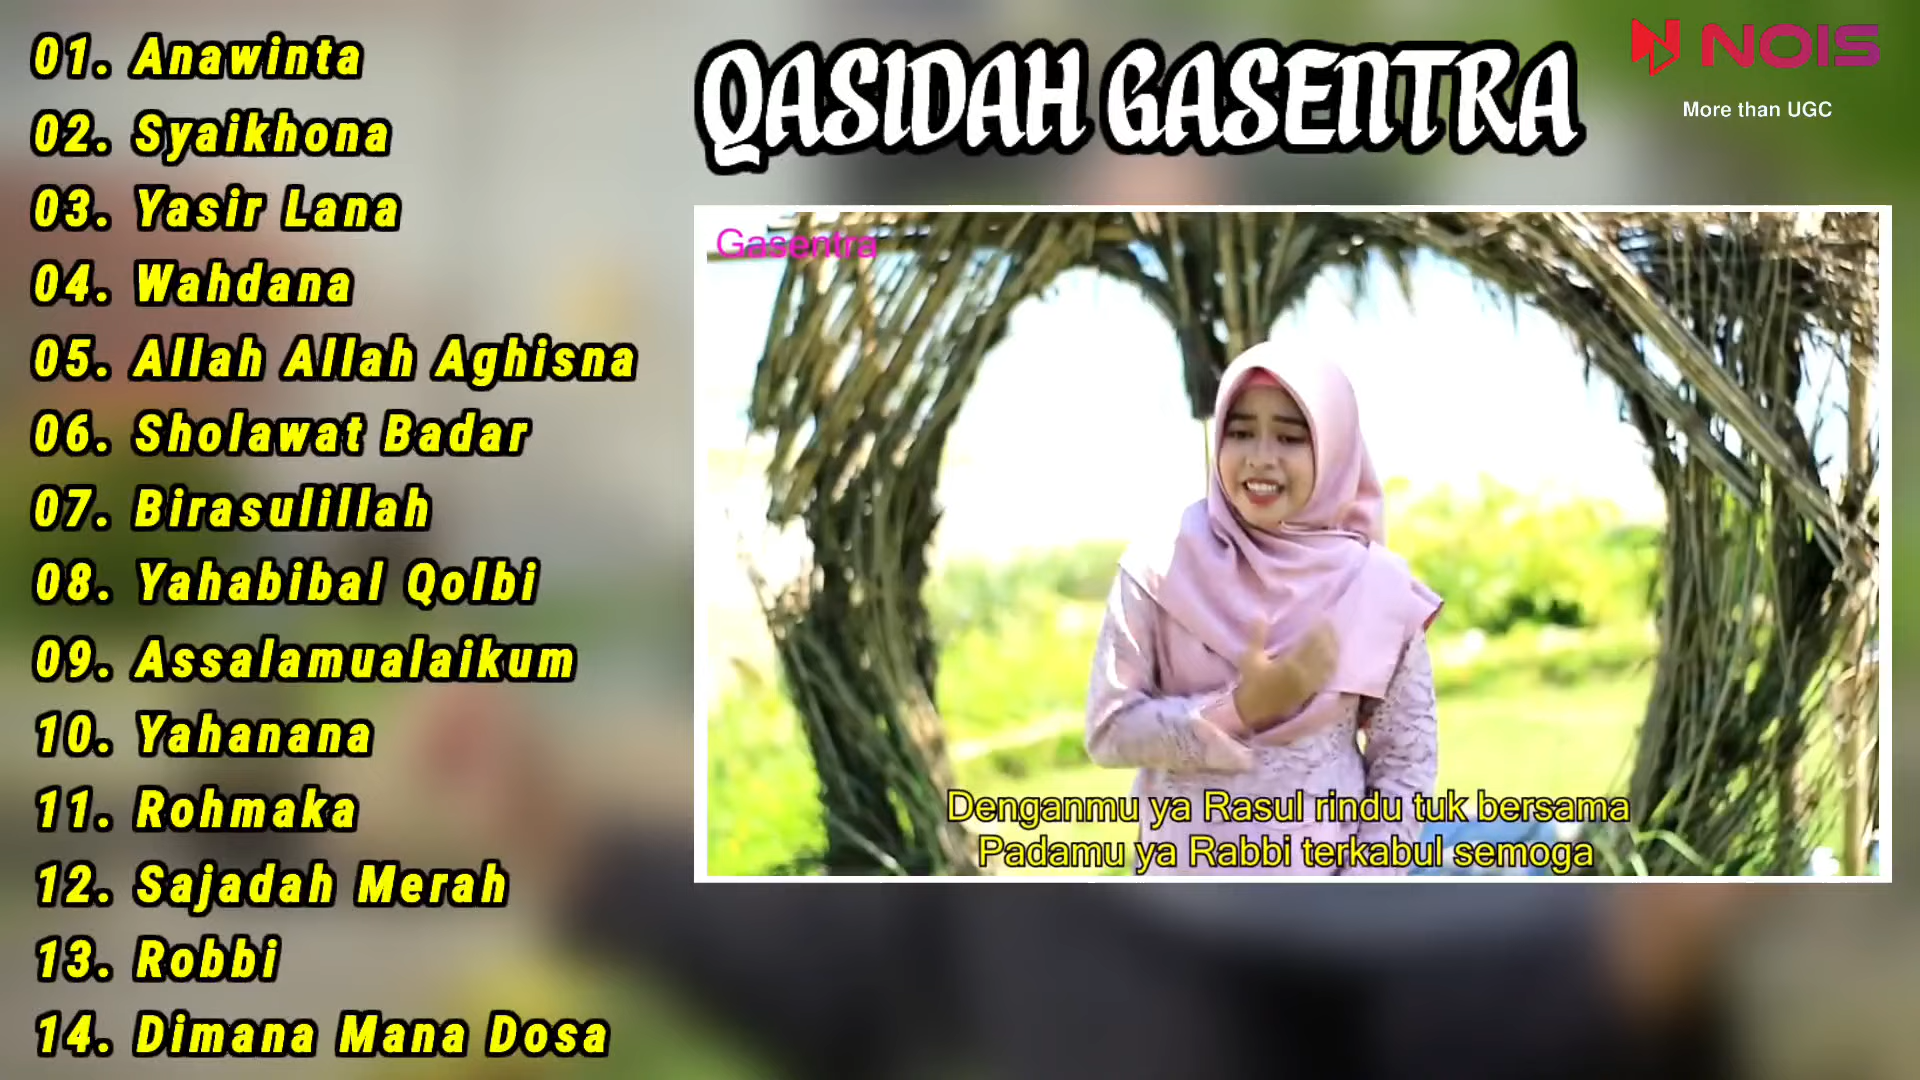 01. Anawinta
02. Syaikhona
03. Yasir Lana
04. Wahdana
05. Allah Allah Aghisna
06. Sholawat Badar
07. Birasulillah
08. Yahabibal Qolbi
09. Assalamualaikum
10. Yahanana
11. Rohmaka
12. Sajadah Merah
13. Robbi
14. Dimana Mana Dosa
QASIDAH GASENTRA
NOIS
More than UGC
Gasentra
Denganmu ya Rasul rindu tuk bersama
Padamu ya Rabbi terkabul semoga